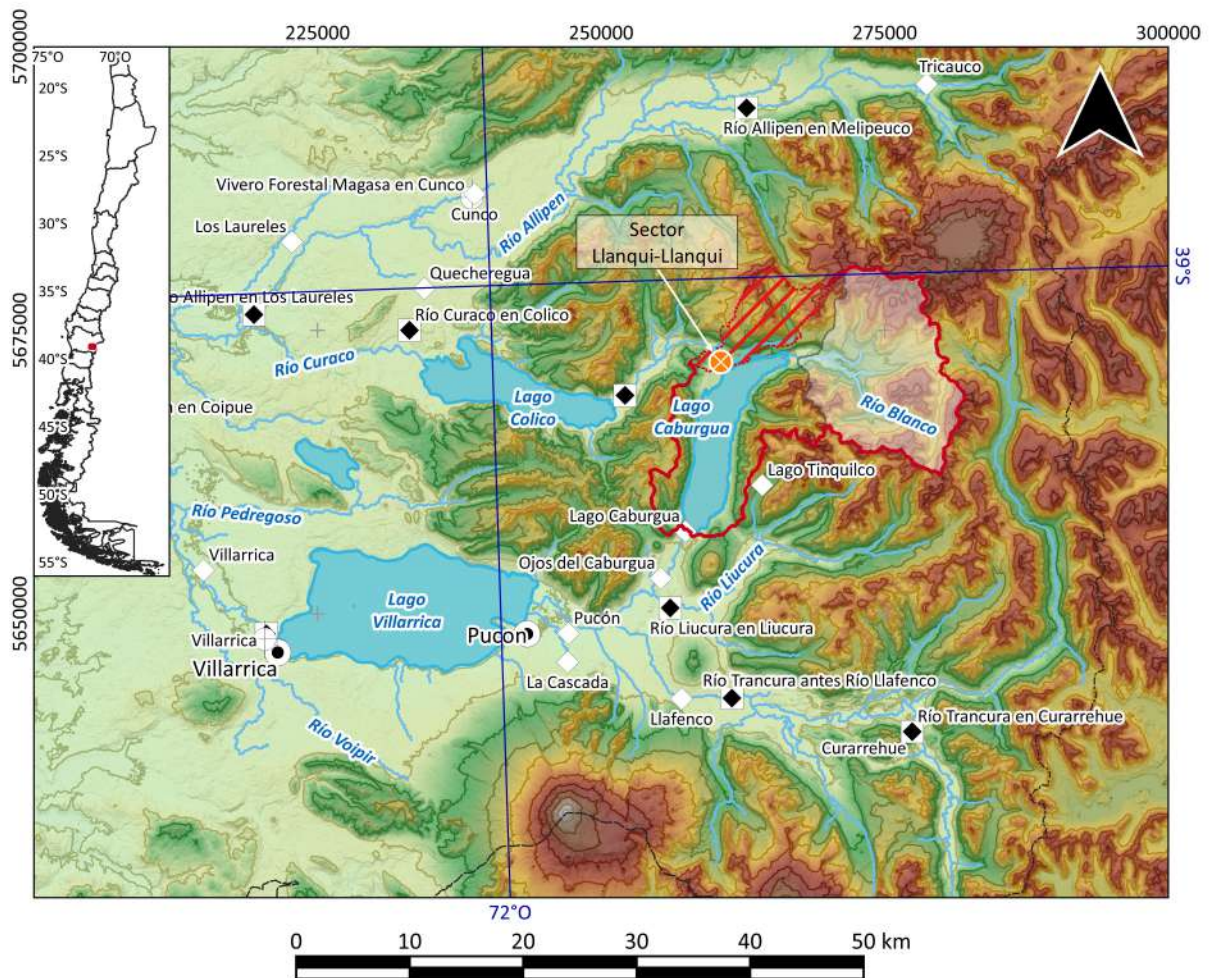 225000
250000
275000
300000
5700000
5675000
5650000
75°O
70°O
20°S
25°S
30°S
35°S
40°S
45°S
50°S
55°S
Tricauco
Río Allipen en Melipeuco
Vivero Forestal Magasa en Cunco
Cunco
Los Laureles
Río Allipen
Sector
Llanqui-Llanqui
Quecheregua
39°S
o Allipen en Los Laureles
Río Curaco en Colico
Río Curaco
Lago
Colico
Lago
Caburgua
Río Blanco
n en Coipue
Lago Tinquilco
Río Pedregoso
Lago Caburgua
Villarrica
Ojos del Caburgua
Río Liucura
Lago
Villarrica
Pucón
Pucon
Río Liucura en Liucura
Villarrica
Villarrica
La Cascada
Río Trancura antes Río Llafenco
Llafenco
Río Trancura en Curarrehue
Curarrehue
Río Voipir
72°O
0
10
20
30
40
50 km